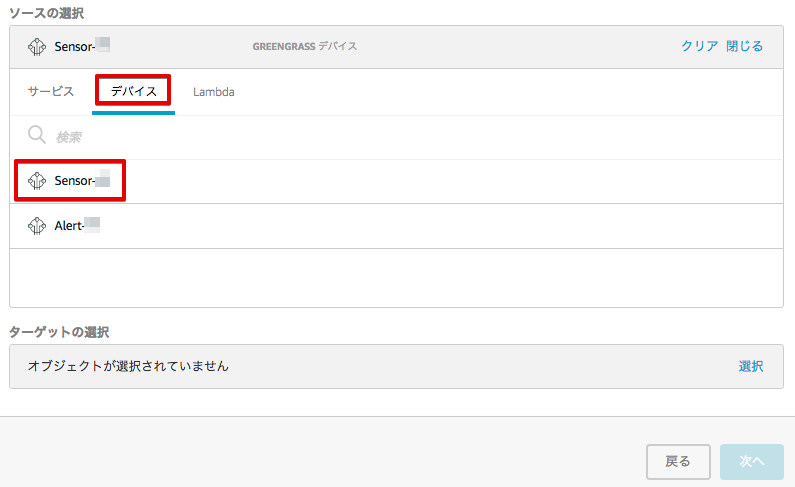 ソースの選択
Sensor- GREENGRASS デバイス クリア 閉じる
サービス デバイス Lambda
検索
Sensor-
Alert-
ターゲットの選択
オブジェクトが選択されていません 選択
戻る 次へ